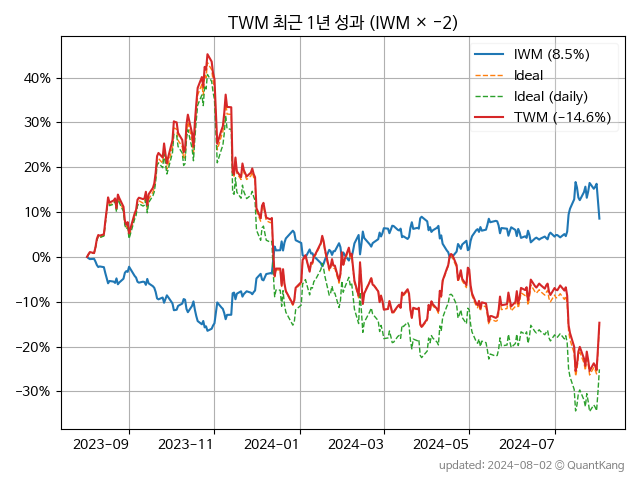 TWM 최근 1년 성과 (IWM × −2)
IWM (8.5%)
Ideal
Ideal (daily)
TWM (−14.6%)
40%
30%
20%
10%
0%
−10%
−20%
−30%
2023-09
2023-11
2024-01
2024-03
2024-05
2024-07
updated: 2024-08-02 © QuantKang